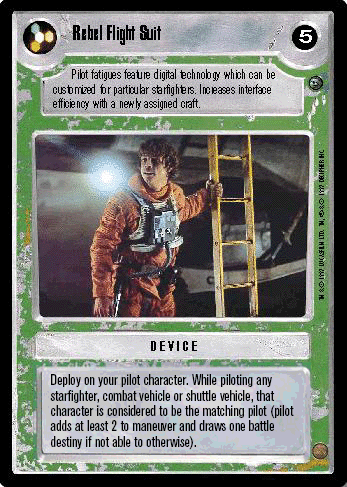 Rebel Flight Suit
5
Pilot fatigues feature digital technology which can be
customized for particular starfighters. Increases interface
efficiency with a newly assigned craft.
DEVICE
Deploy on your pilot character. While piloting any
starfighter, combat vehicle or shuttle vehicle, that
character is considered to be the matching pilot (pilot
adds at least 2 to maneuver and draws one battle
destiny if not able to otherwise).